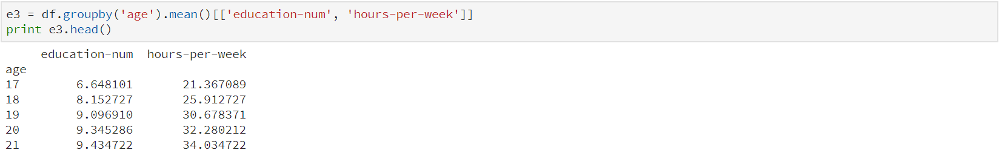 e3 = df.groupby('age').mean()[['education-num', 'hours-per-week']]
print e3.head()
education-num hours-per-week
age
17 6.648101 21.367089
18 8.152727 25.912727
19 9.096910 30.678371
20 9.345286 32.280212
21 9.434722 34.034722